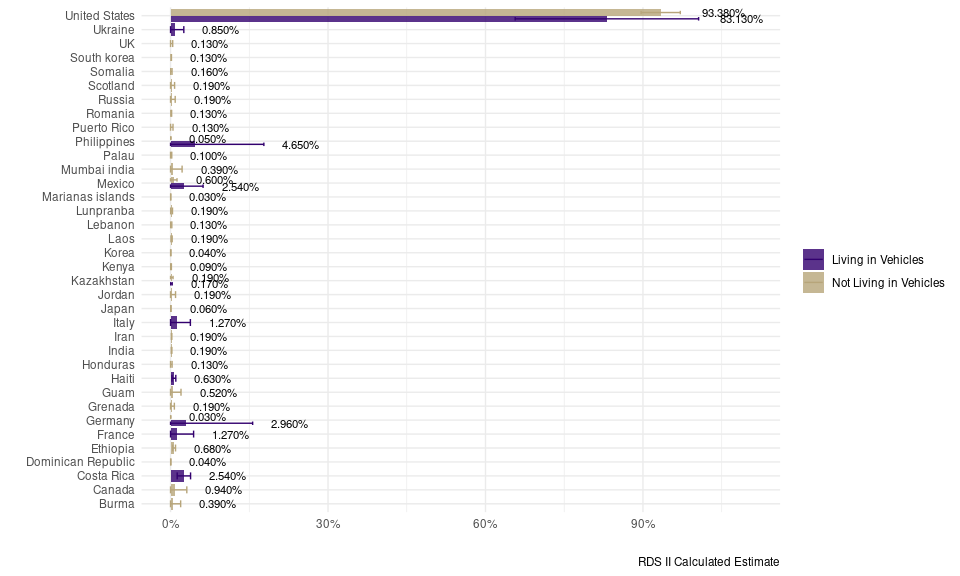 United States 93.380%
83.130%
Ukraine 0.850%
UK 0.130%
South korea 0.130%
Somalia 0.160%
Scotland 0.190%
Russia 0.190%
Romania 0.130%
Puerto Rico 0.130%
Philippines 0.050%
4.650%
Palau 0.100%
Mumbai india 0.390%
Mexico 0.600%
2.540%
Marianas islands 0.030%
Lunpranba 0.190%
Lebanon 0.130%
Laos 0.190%
Korea 0.040%
Kenya 0.090%
Kazakhstan 0.190%
0.170%
Jordan 0.190%
Japan 0.060%
Italy 1.270%
Iran 0.190%
India 0.190%
Honduras 0.130%
Haiti 0.630%
Guam 0.520%
Grenada 0.190%
Germany 0.030%
2.960%
France 1.270%
Ethiopia 0.680%
Dominican Republic 0.040%
Costa Rica 2.540%
Canada 0.940%
Burma 0.390%
0% 30% 60% 90%
RDS II Calculated Estimate
Living in Vehicles
Not Living in Vehicles